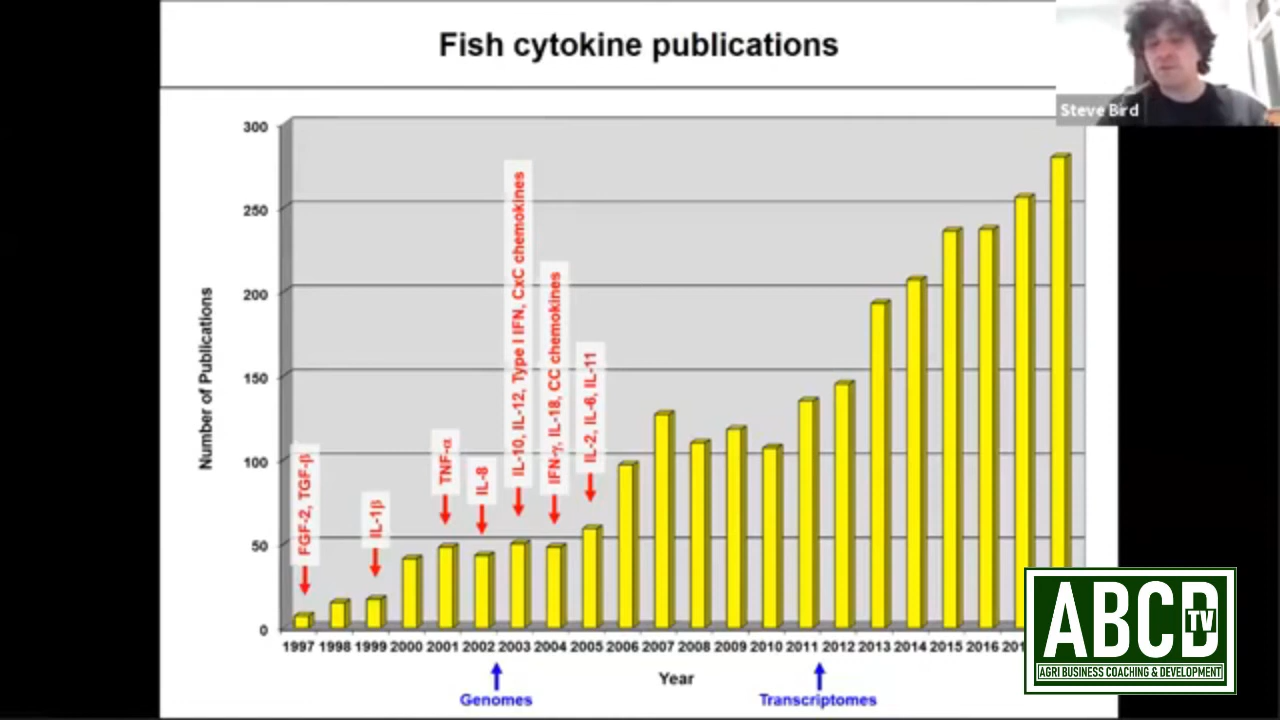 Fish cytokine publications
Steve Bird
300
250
200
150
100
50
0
Number of Publications
FGF-2, TGF-β
IL-1β
TNF-α
IL-8
IL-10, IL-12, Type I IFN, CxC chemokines
IFN-γ, IL-18, CC chemokines
IL-2, IL-6, IL-11
1997 1998 1999 2000 2001 2002 2003 2004 2005 2006 2007 2008 2009 2010 2011 2012 2013 2014 2015 2016
Year
Genomes
Transcriptomes
ABCD TV
AGRI BUSINESS COACHING & DEVELOPMENT